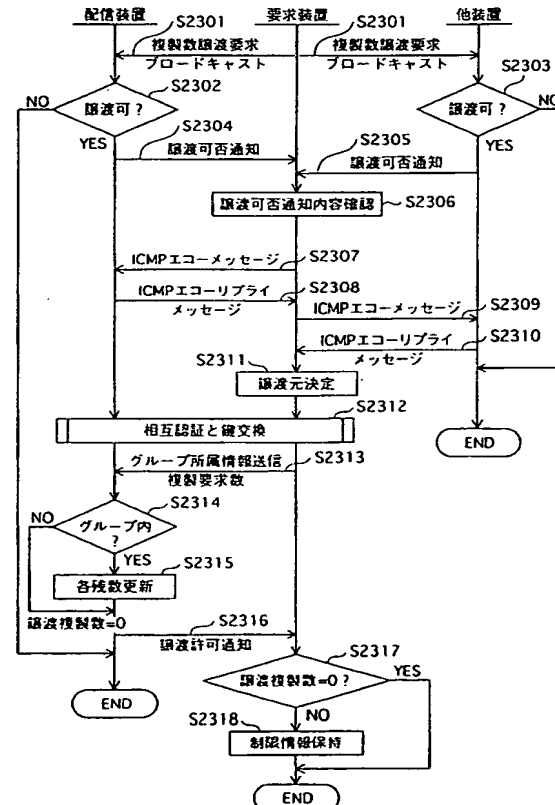 配信装置 要求装置 他装置
S2301 S2301
複製数譲渡要求 複製数譲渡要求
ブロードキャスト ブロードキャスト
S2302 S2303
NO 譲渡可? 譲渡可? NO
YES S2304 S2305 YES
譲渡可否通知 譲渡可否通知
譲渡可否通知内容確認 S2306
S2307
ICMPエコーメッセージ
S2308
ICMPエコーリプライ
メッセージ
ICMPエコーメッセージ S2309
S2310
ICMPエコーリプライ
メッセージ
S2311
譲渡元決定
S2312
相互認証と鍵交換
END
S2313
グループ所属情報送信
複製要求数
S2314
NO グループ内
?
YES S2315
各残数更新
譲渡複製数=0
S2316
譲渡許可通知
S2317
譲渡複製数=0? YES
END
S2318 NO
制限情報保持
END